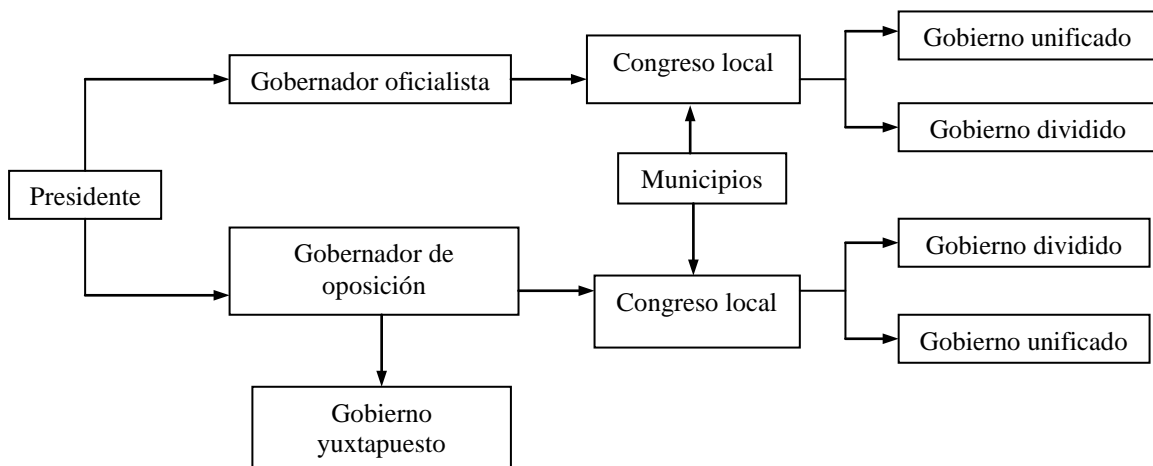 Gobierno unificado
Congreso local
Gobernador oficialista
Gobierno dividido
Municipios
Presidente
Gobierno dividido
Gobernador de
oposición
Congreso local
Gobierno unificado
Gobierno
yuxtapuesto